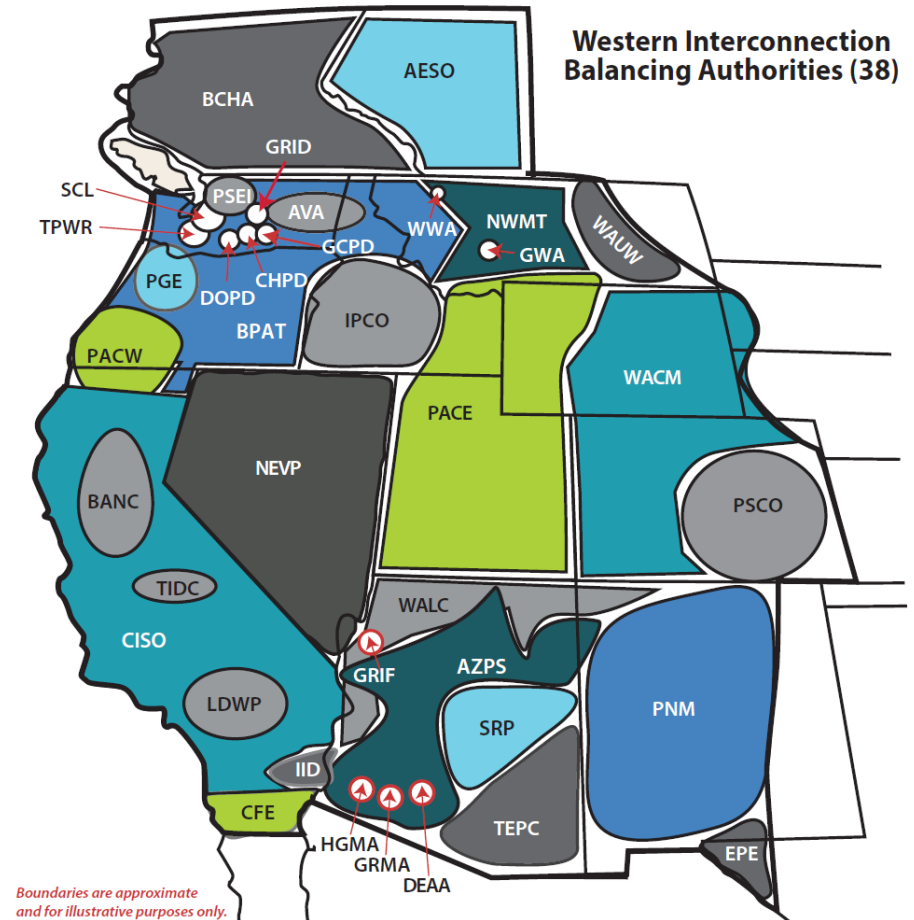 Western Interconnection
Balancing Authorities (38)
AESO
BCHA
GRID
SCL
PSEI
TPWR
AVA
WWA
NWMT
WAUW
GCPD
GWA
PGE
CHPD
DOPD
BPAT
IPCO
PACW
WACM
PACE
NEVP
BANC
PSCO
TIDC
WALC
CISO
GRIF
AZPS
LDWP
SRP
PNM
IID
CFE
TEPC
HGMA
GRMA
DEAA
EPE
Boundaries are approximate
and for illustrative purposes only.